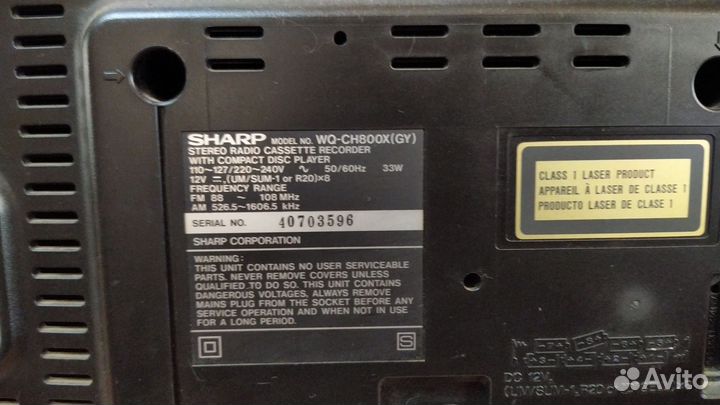 SHARP MODEL NO. WQ-CH800X(GY)
STEREO RADIO CASSETTE RECORDER
WITH COMPACT DISC PLAYER
110~127/220~240V ∿ 50/60Hz 33W
12V ⎓, (UM/SUM-1 or R20)×8
FREQUENCY RANGE
FM 88 ~ 108 MHz
AM 526.5~1606.5 kHz
SERIAL NO. 40703596
SHARP CORPORATION
WARNING:
THIS UNIT CONTAINS NO USER SERVICEABLE
PARTS. NEVER REMOVE COVERS UNLESS
QUALIFIED TO DO SO. THIS UNIT CONTAINS
DANGEROUS VOLTAGES, ALWAYS REMOVE
MAINS PLUG FROM THE SOCKET BEFORE ANY
SERVICE OPERATION AND WHEN NOT IN USE
FOR A LONG PERIOD.
S
CLASS 1 LASER PRODUCT
APPAREIL À LASER DE CLASSE 1
PRODUCTO LASER DE CLASE 1
DC 12V,
(UM/SUM-1,R20
Avito